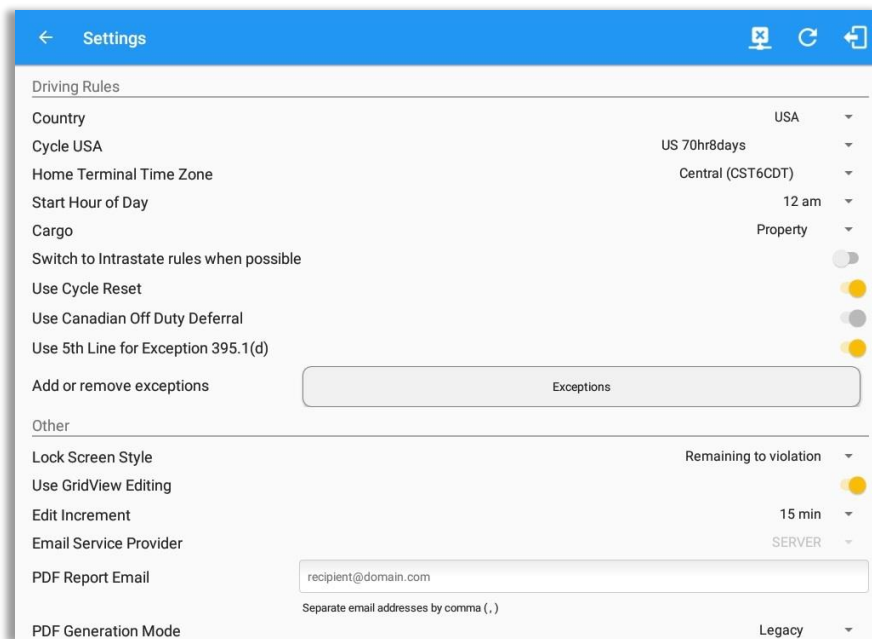 Settings
Driving Rules
Country USA
Cycle USA US 70hr8days
Home Terminal Time Zone Central (CST6CDT)
Start Hour of Day 12 am
Cargo Property
Switch to Intrastate rules when possible
Use Cycle Reset
Use Canadian Off Duty Deferral
Use 5th Line for Exception 395.1(d)
Add or remove exceptions Exceptions
Other
Lock Screen Style Remaining to violation
Use GridView Editing
Edit Increment 15 min
Email Service Provider SERVER
PDF Report Email recipient@domain.com
Separate email addresses by comma ( , )
PDF Generation Mode Legacy